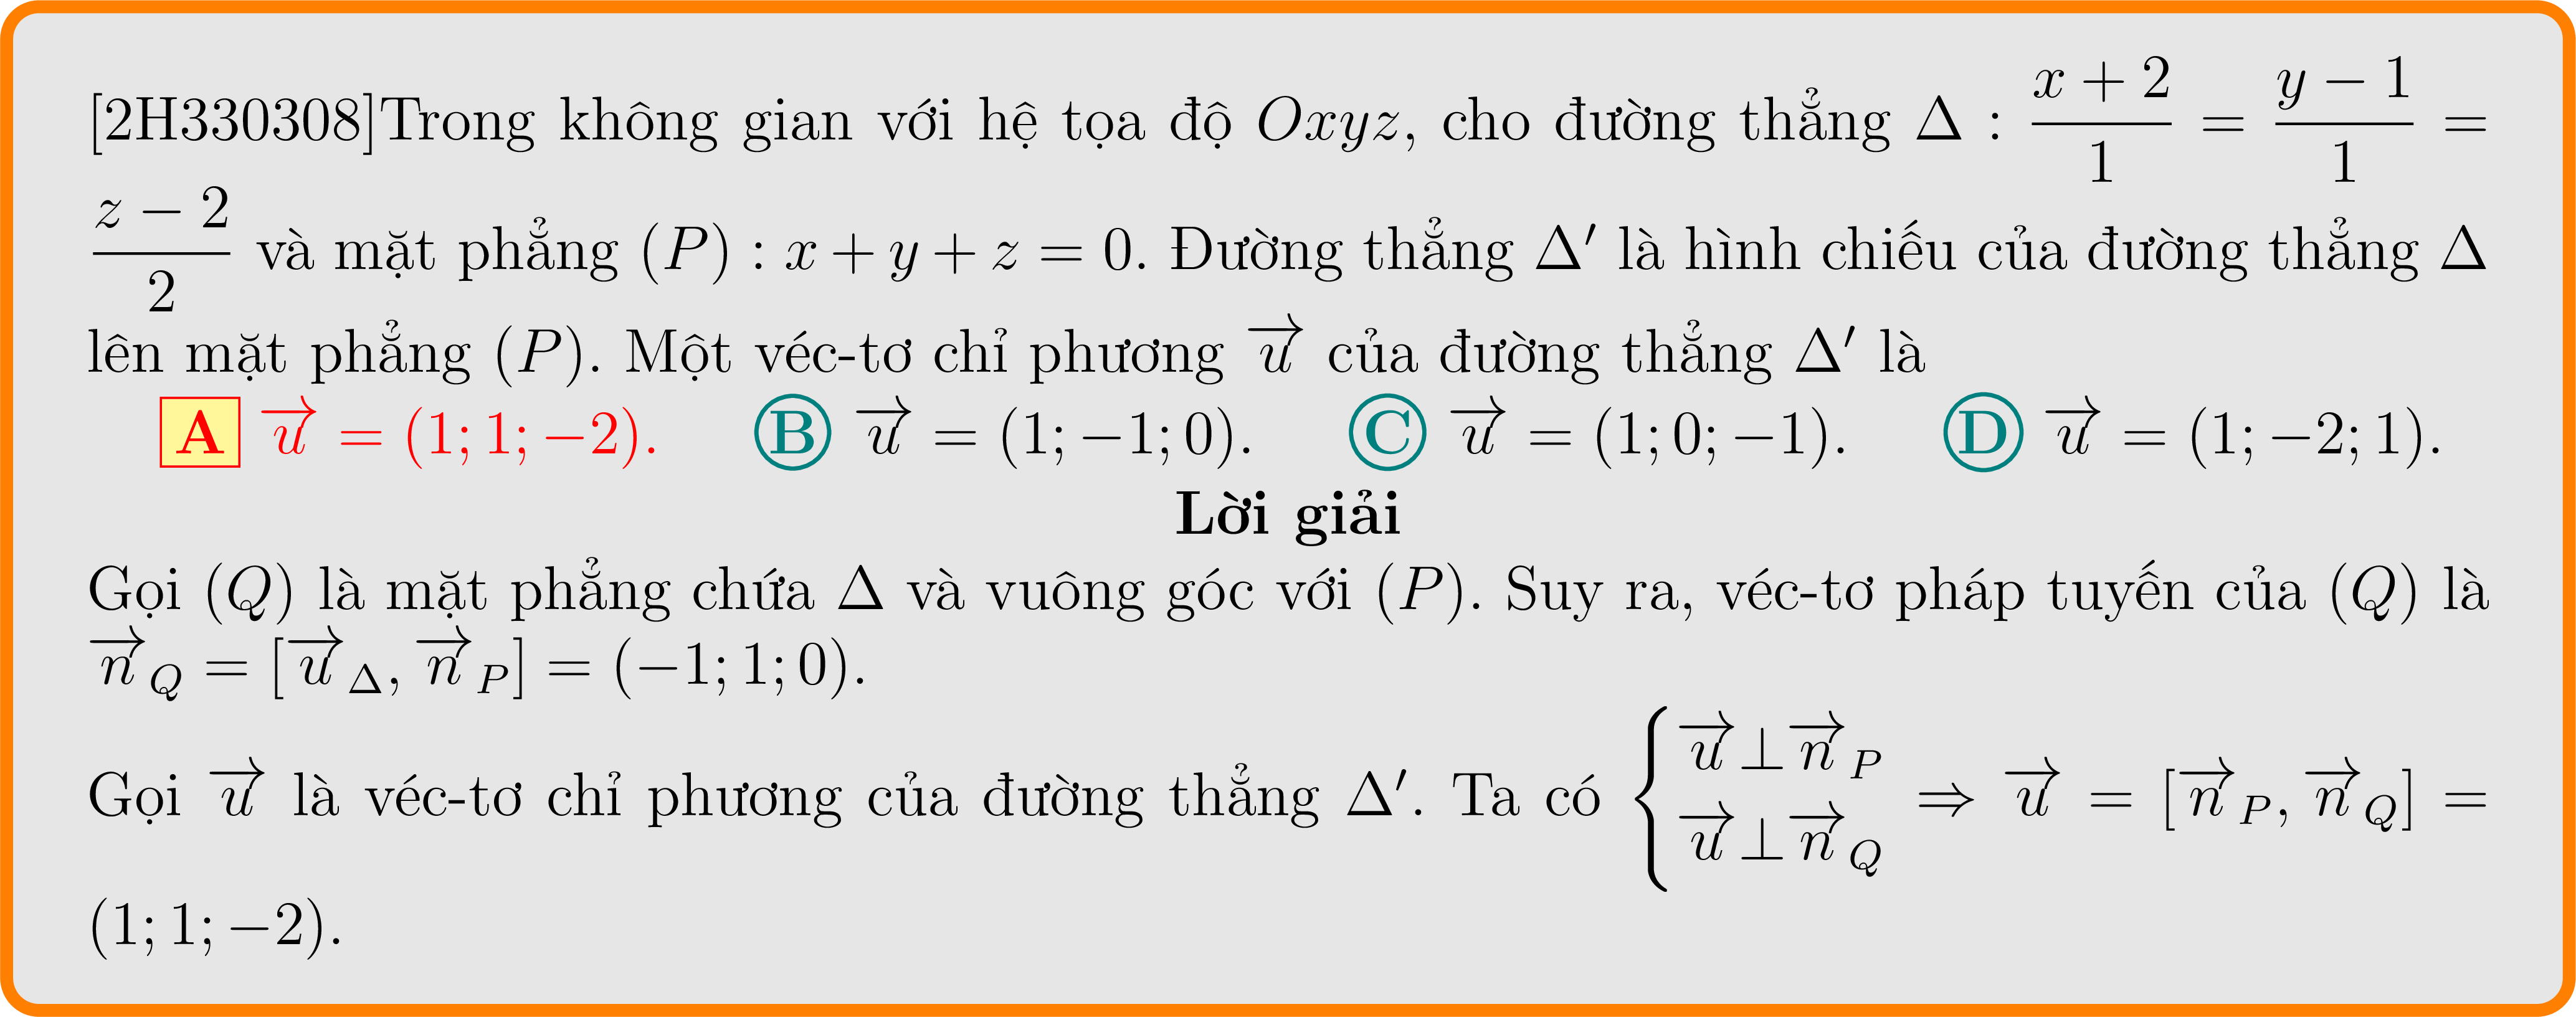 [2H330308]Trong không gian với hệ tọa độ $Oxyz$, cho đường thẳng $\Delta : \dfrac{x+2}{1} = \dfrac{y-1}{1} =$
$\dfrac{z-2}{2}$ và mặt phẳng $(P) : x + y + z = 0$. Đường thẳng $\Delta'$ là hình chiếu của đường thẳng $\Delta$
lên mặt phẳng $(P)$. Một véc-tơ chỉ phương $\overrightarrow{u}$ của đường thẳng $\Delta'$ là
A $\overrightarrow{u} = (1; 1; -2)$. B $\overrightarrow{u} = (1; -1; 0)$. C $\overrightarrow{u} = (1; 0; -1)$. D $\overrightarrow{u} = (1; -2; 1)$.
Lời giải
Gọi $(Q)$ là mặt phẳng chứa $\Delta$ và vuông góc với $(P)$. Suy ra, véc-tơ pháp tuyến của $(Q)$ là
$\overrightarrow{n}_Q = [\overrightarrow{u}_\Delta, \overrightarrow{n}_P] = (-1; 1; 0)$.
Gọi $\overrightarrow{u}$ là véc-tơ chỉ phương của đường thẳng $\Delta'$. Ta có $\begin{cases} \overrightarrow{u} \perp \overrightarrow{n}_P \\ \overrightarrow{u} \perp \overrightarrow{n}_Q \end{cases} \Rightarrow \overrightarrow{u} = [\overrightarrow{n}_P, \overrightarrow{n}_Q] =$
$(1; 1; -2)$.